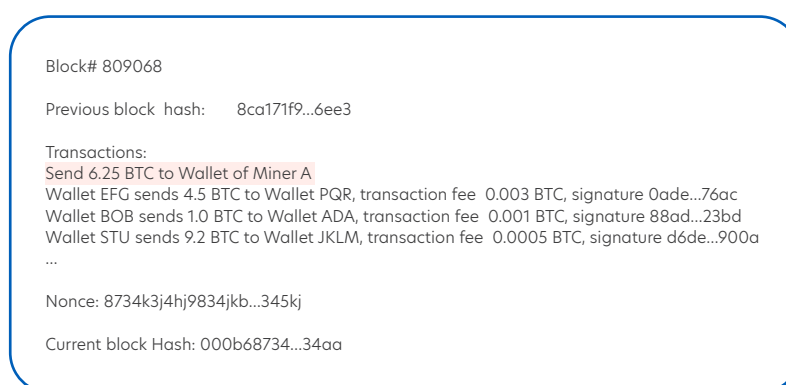 Block# 809068
Previous block  hash:      8ca171f9...6ee3
Transactions:
Send 6.25 BTC to Wallet of Miner A
Wallet EFG sends 4.5 BTC to Wallet PQR, transaction fee  0.003 BTC, signature 0ade...76ac
Wallet BOB sends 1.0 BTC to Wallet ADA, transaction fee  0.001 BTC, signature 88ad...23bd
Wallet STU sends 9.2 BTC to Wallet JKLM, transaction fee  0.0005 BTC, signature d6de...900a
...
Nonce: 8734k3j4hj9834jkb...345kj
Current block Hash: 000b68734...34aa